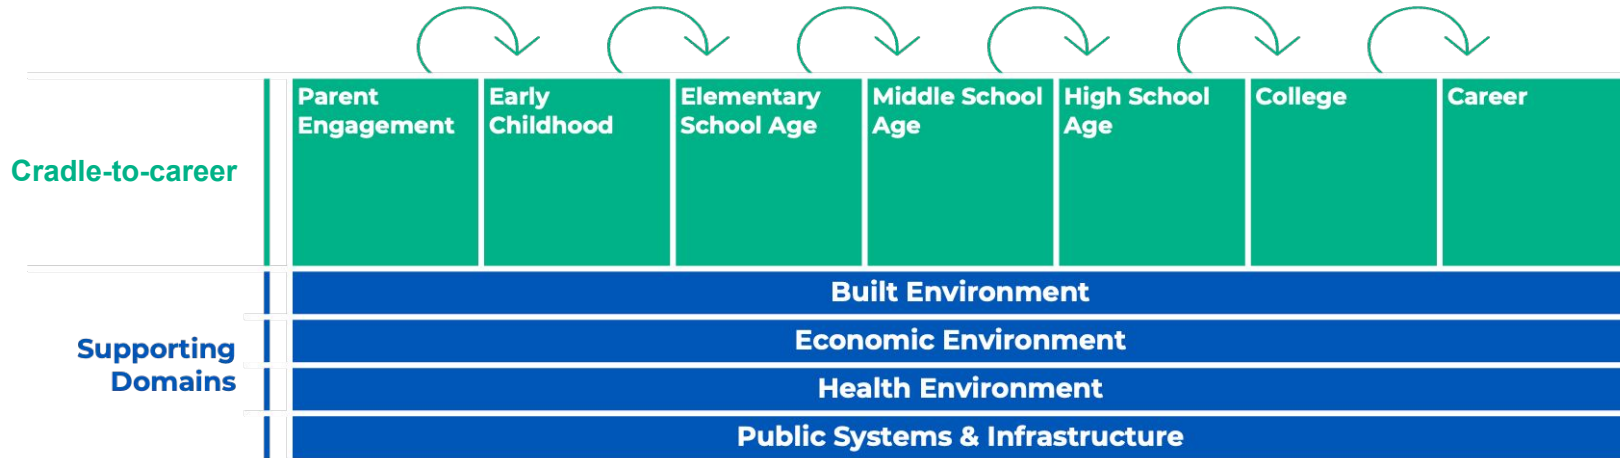 Parent
Engagement
Early
Childhood
Elementary
School Age
Middle School
Age
High School
Age
College
Career
Cradle-to-career
Supporting
Domains
Built Environment
Economic Environment
Health Environment
Public Systems & Infrastructure